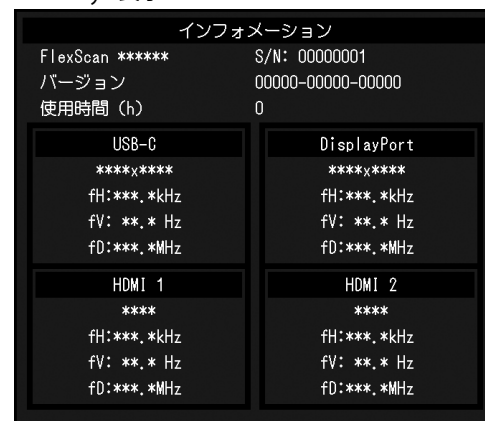 インフォメーション
FlexScan ****** S/N: 00000001
バージョン 00000-00000-00000
使用時間 (h) 0
USB-C DisplayPort
****x**** ****x****
fH:***.*kHz fH:***.*kHz
fV: **.* Hz fV: **.* Hz
fD:***.*MHz fD:***.*MHz
HDMI 1 HDMI 2
**** ****
fH:***.*kHz fH:***.*kHz
fV: **.* Hz fV: **.* Hz
fD:***.*MHz fD:***.*MHz